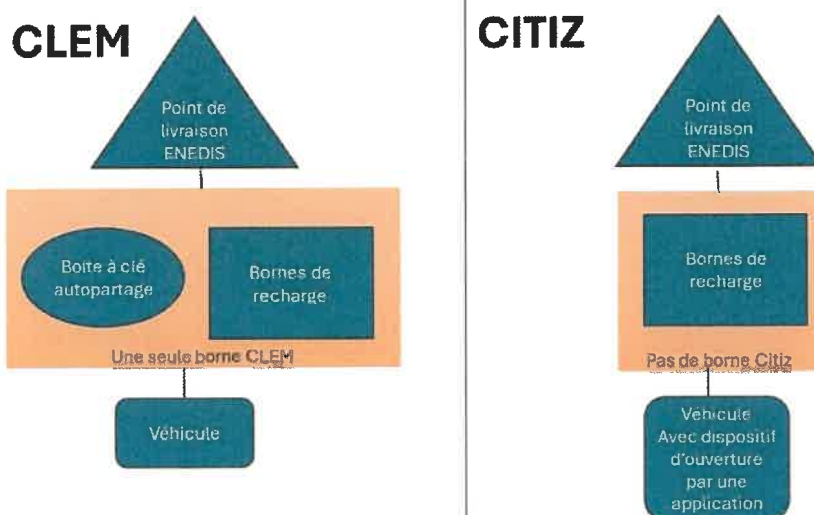 CLEM
Point de
livraison
ENEDIS
Boite à clé
autopartage
Bornes de
recharge
Une seule borne CLEM
Véhicule
CITIZ
Point de
livraison
ENEDIS
Bornes de
recharge
Pas de borne Citiz
Véhicule
Avec dispositif
d'ouverture
par une
application